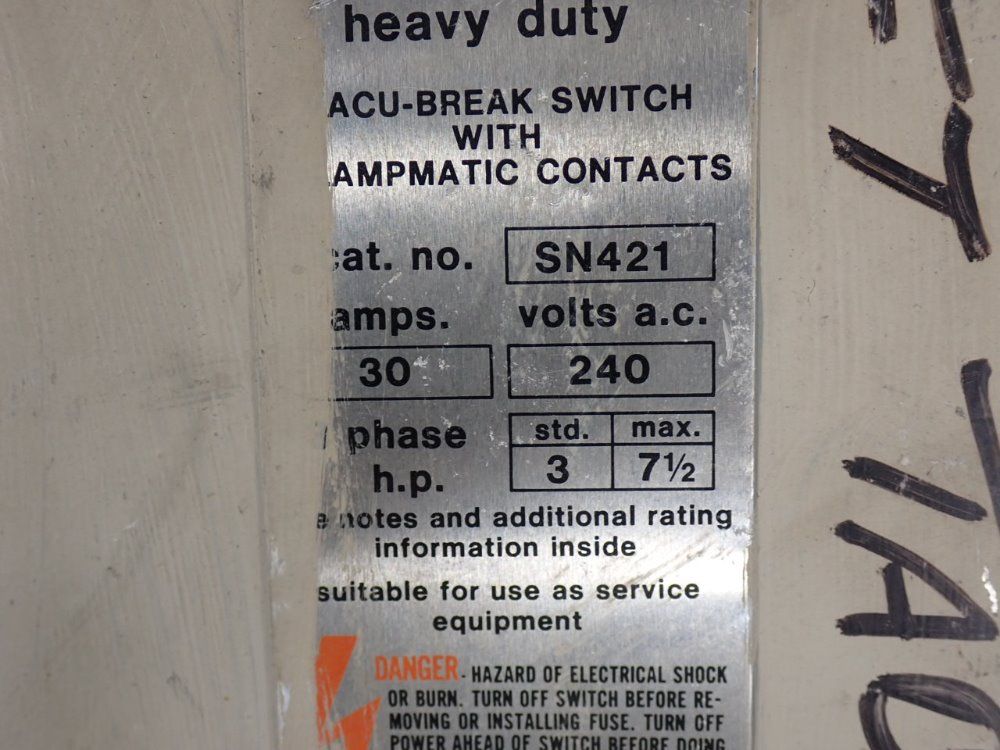 heavy duty
ACU-BREAK SWITCH
WITH
AMPMATIC CONTACTS
cat. no. SN421
amps. volts a.c.
30 240
phase std. max.
h.p. 3 7½
e notes and additional rating
information inside
suitable for use as service
equipment
DANGER - HAZARD OF ELECTRICAL SHOCK
OR BURN. TURN OFF SWITCH BEFORE RE-
MOVING OR INSTALLING FUSE. TURN OFF
POWER AHEAD OF SWITCH BEFORE DOING